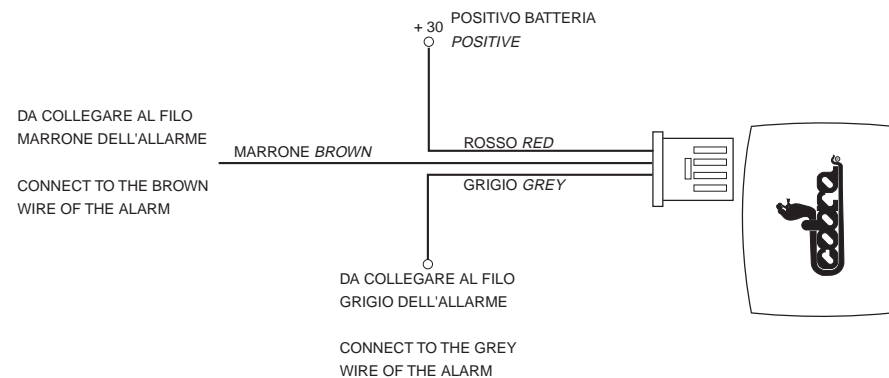 + 30
POSITIVO BATTERIA
POSITIVE
DA COLLEGARE AL FILO
MARRONE DELL'ALLARME
CONNECT TO THE BROWN
WIRE OF THE ALARM
MARRONE BROWN
ROSSO RED
GRIGIO GREY
DA COLLEGARE AL FILO
GRIGIO DELL'ALLARME
CONNECT TO THE GREY
WIRE OF THE ALARM
cobra®